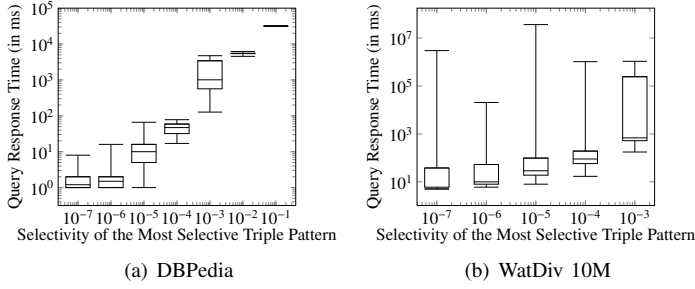 Query Response Time (in ms)
10^5
10^4
10^3
10^2
10^1
10^0
10^-7 10^-6 10^-5 10^-4 10^-3 10^-2 10^-1
Selectivity of the Most Selective Triple Pattern
(a) DBPedia
Query Response Time (in ms)
10^7
10^5
10^3
10^1
10^-7 10^-6 10^-5 10^-4 10^-3
Selectivity of the Most Selective Triple Pattern
(b) WatDiv 10M